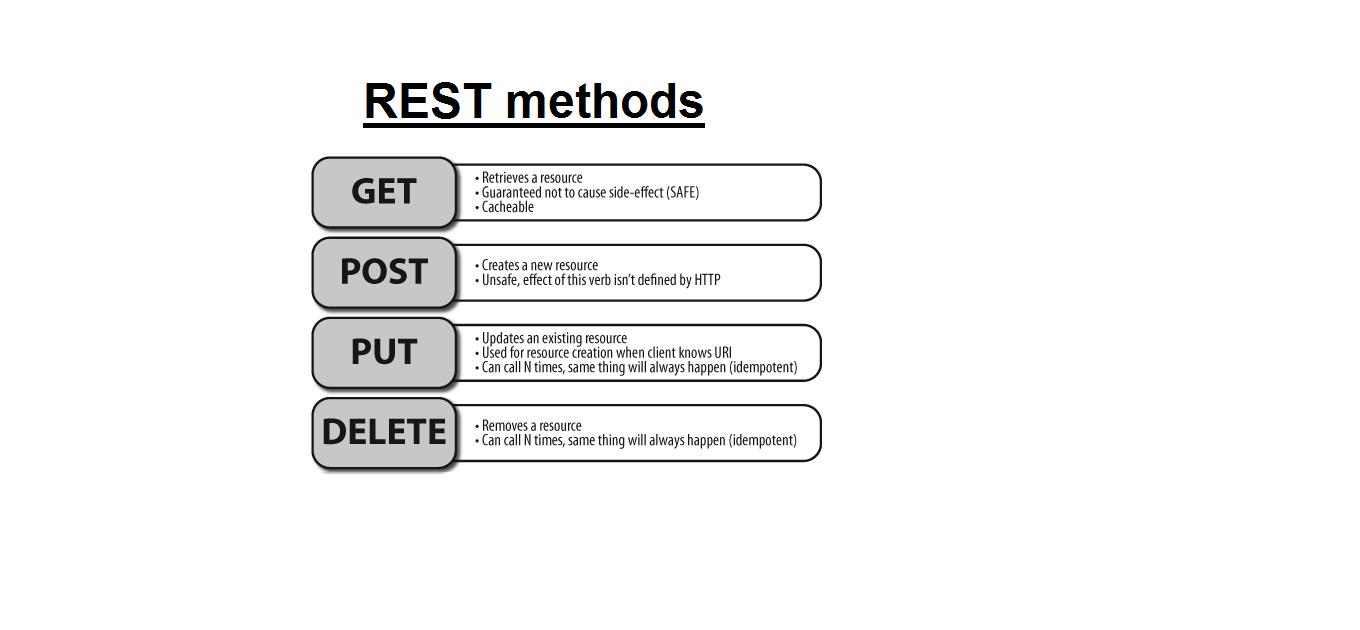 REST methods
GET
• Retrieves a resource
• Guaranteed not to cause side-effect (SAFE)
• Cacheable
POST
• Creates a new resource
• Unsafe, effect of this verb isn’t defined by HTTP
PUT
• Updates an existing resource
• Used for resource creation when client knows URI
• Can call N times, same thing will always happen (idempotent)
DELETE
• Removes a resource
• Can call N times, same thing will always happen (idempotent)